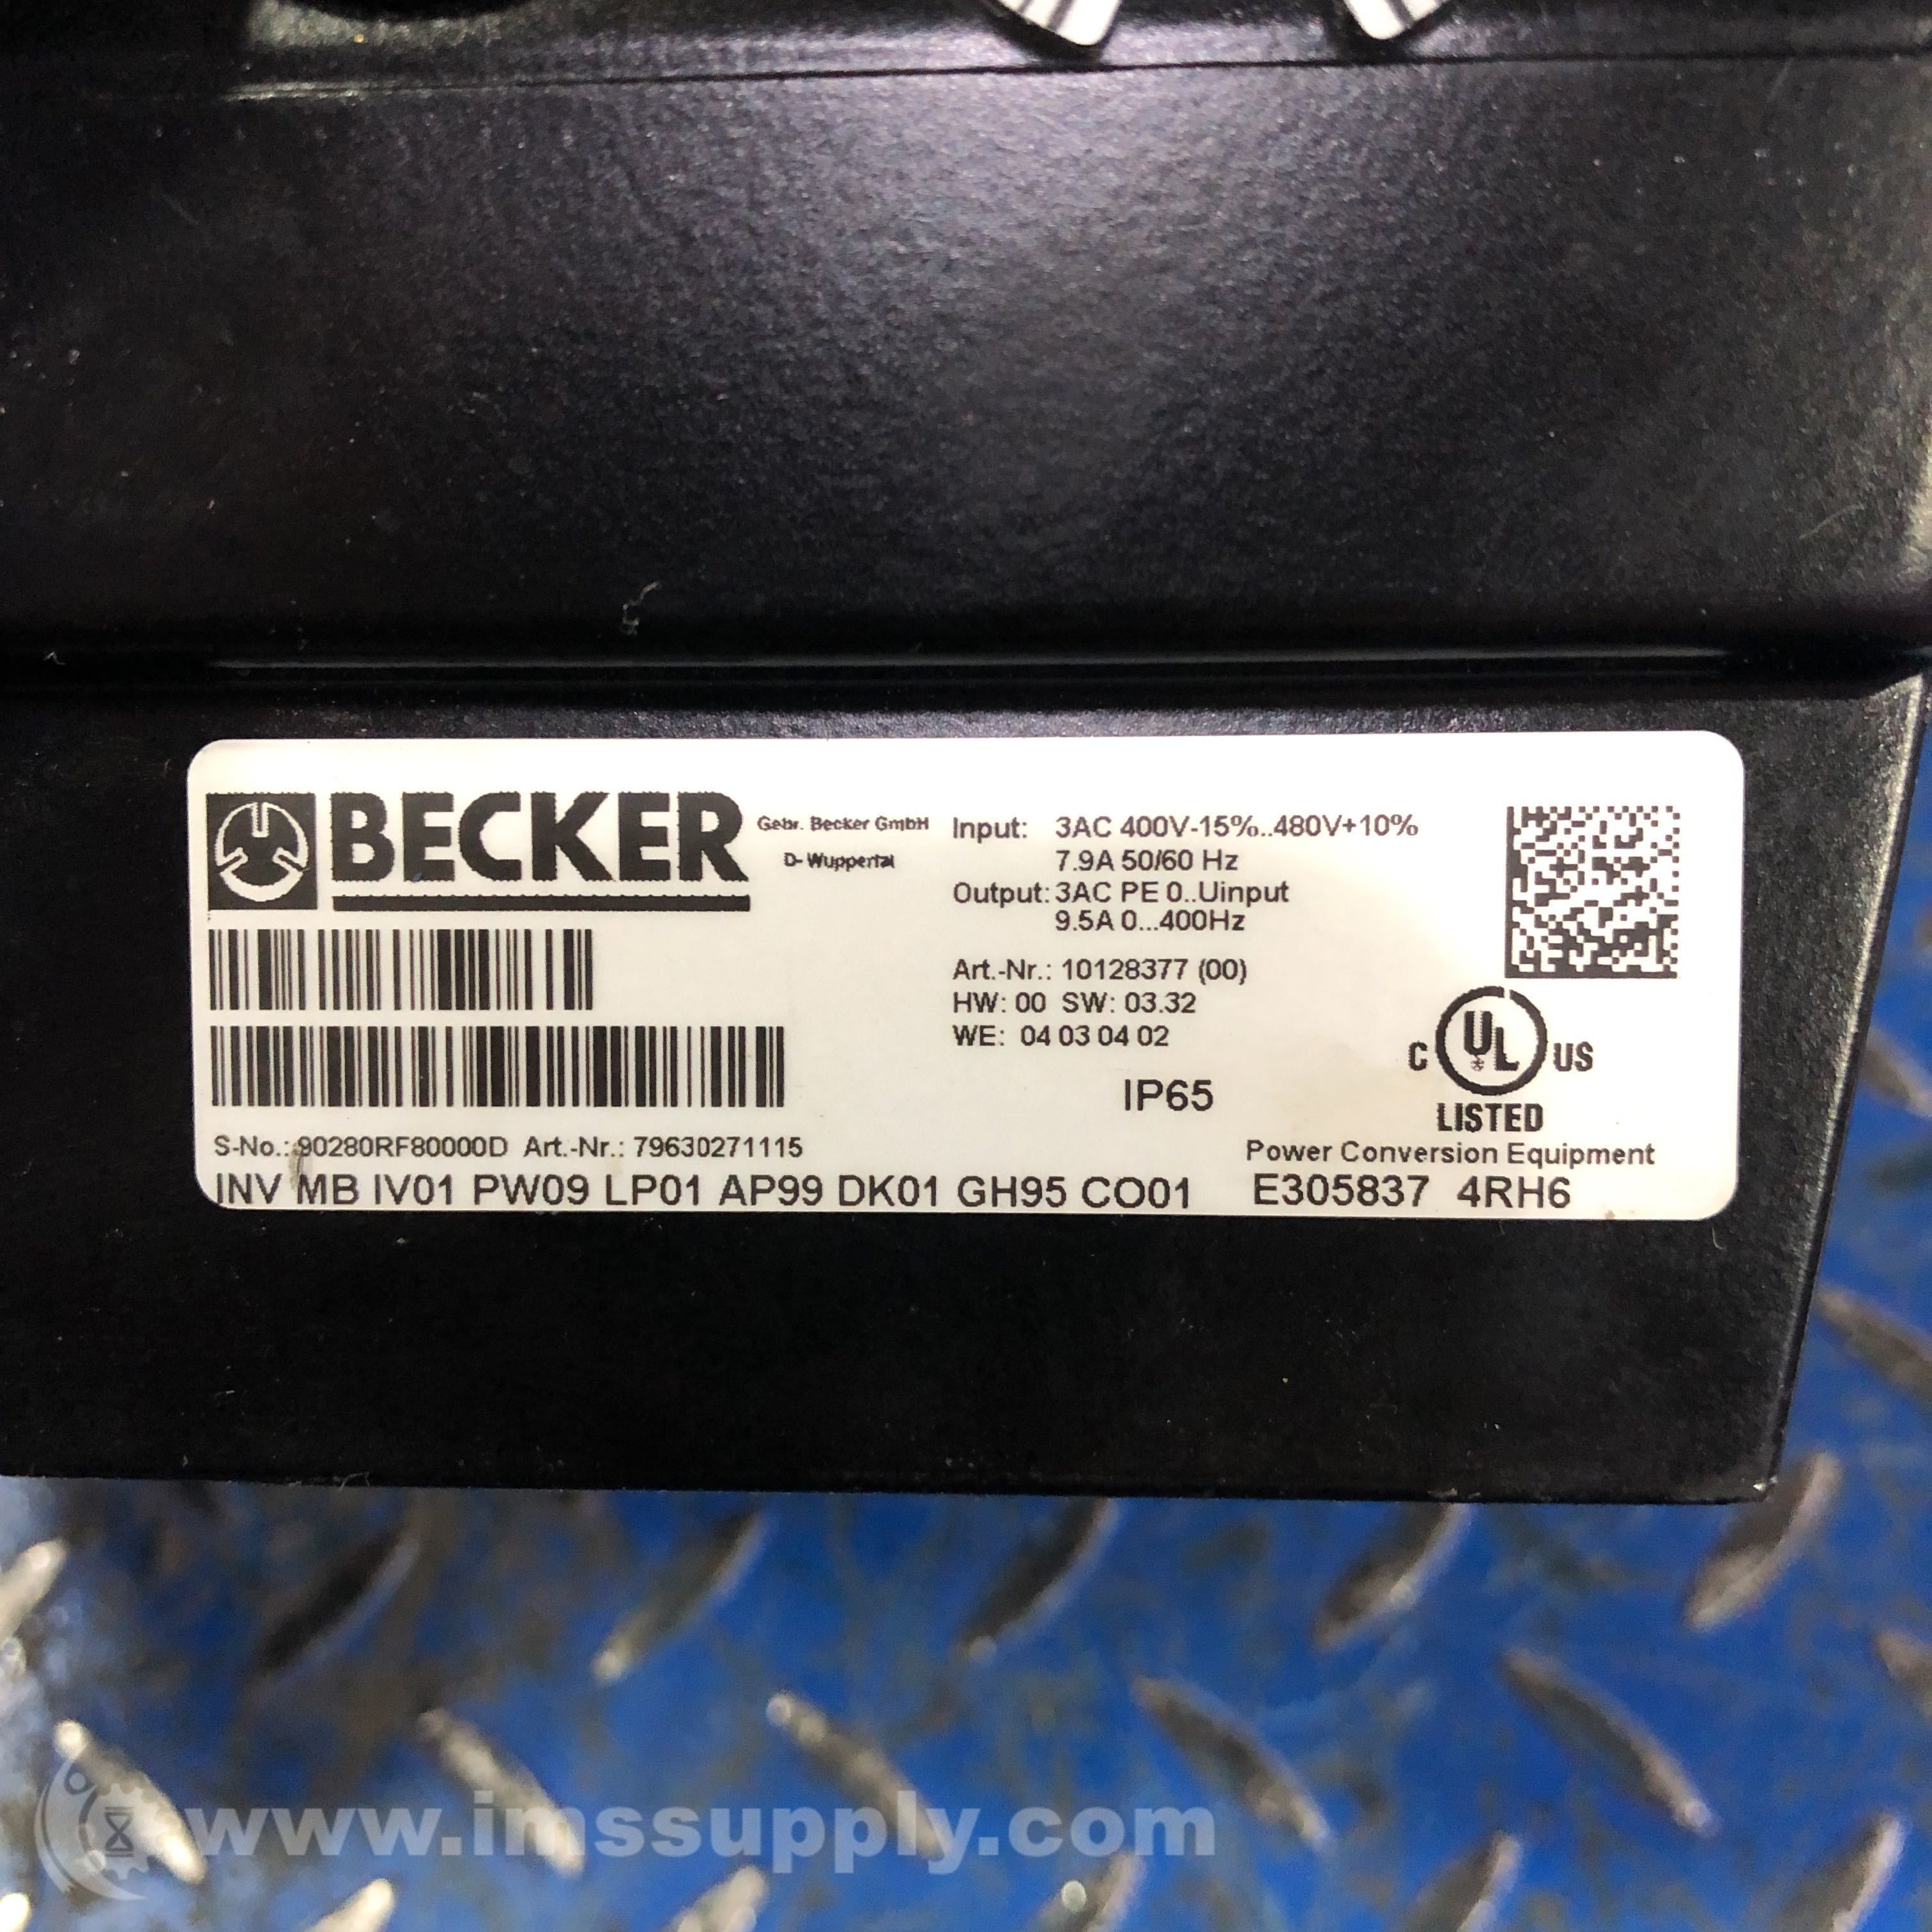 BECKER
Gebr. Becker GmbH
D- Wuppertal
Input: 3AC 400V-15%..480V+10%
7.9A 50/60 Hz
Output: 3AC PE 0..Uinput
9.5A 0...400Hz
Art.-Nr.: 10128377 (00)
HW: 00 SW: 03.32
WE: 04 03 04 02
IP65
C UL US
LISTED
S-No.: 90280RF80000D Art.-Nr.: 79630271115
Power Conversion Equipment
INV MB IV01 PW09 LP01 AP99 DK01 GH95 CO01 E305837 4RH6
www.imssupply.com